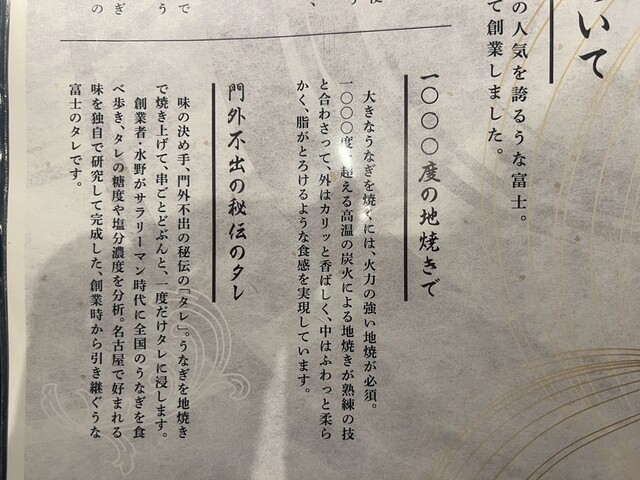 いて
の人気を誇るうな富士。
て創業しました。
一〇〇〇度の地焼きで
大きなうなぎを焼くには、火力の強い地焼が必須。
一〇〇〇度を超える高温の炭火による地焼きが熟練の技
と合わさって、外はカリッと香ばしく、中はふわっと柔ら
かく、脂がとろけるような食感を実現しています。
門外不出の秘伝のタレ
味の決め手、門外不出の秘伝の「タレ」。うなぎを地焼き
で焼き上げて、串ごとどぶんと、一度だけタレに浸します。
創業者・水野がサラリーマン時代に全国のうなぎを食
べ歩き、タレの糖度や塩分濃度を分析。名古屋で好まれる
味を独自で研究して完成した、創業時から引き継ぐうな
富士のタレです。
で
う
ぎ
の